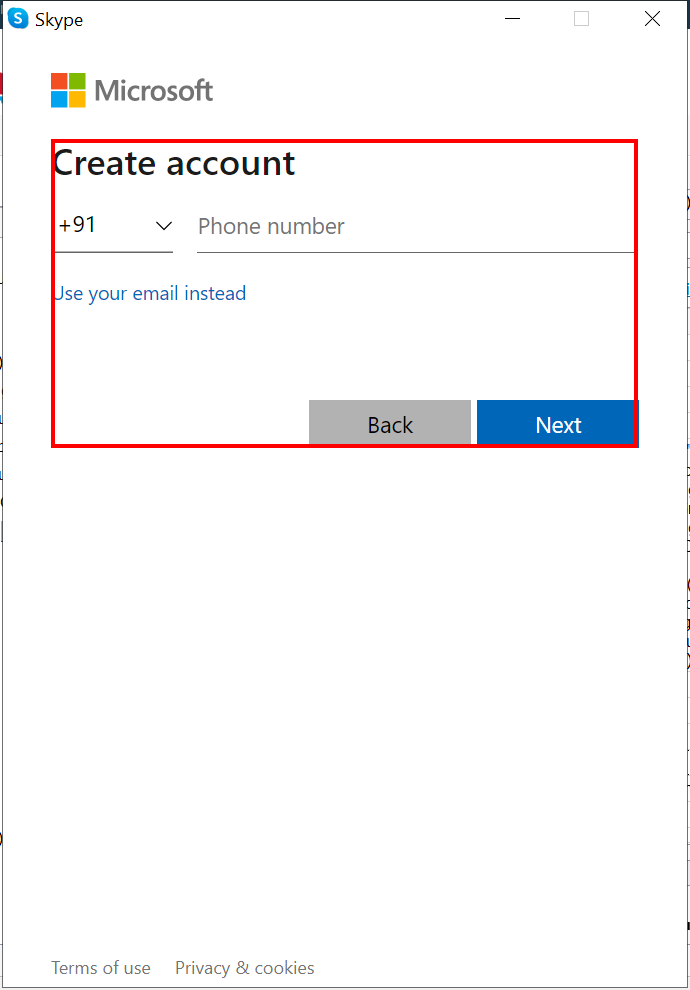 Skype
Microsoft
Create account
+91 Phone number
Use your email instead
Back Next
Terms of use Privacy & cookies